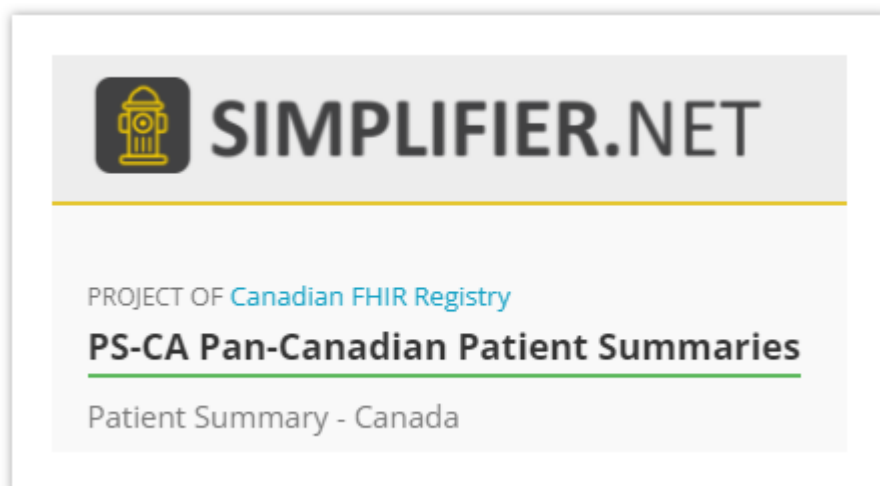 SIMPLIFIER.NET
PROJECT OF Canadian FHIR Registry
PS-CA Pan-Canadian Patient Summaries
Patient Summary - Canada